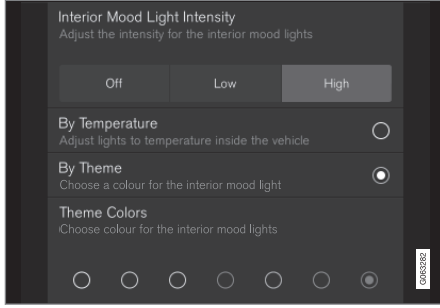 Interior Mood Light Intensity
Adjust the intensity for the interior mood lights
Off Low High
By Temperature
Adjust lights to temperature inside the vehicle
By Theme
Choose a colour for the interior mood light
Theme Colors
Choose colour for the interior mood lights
G063282